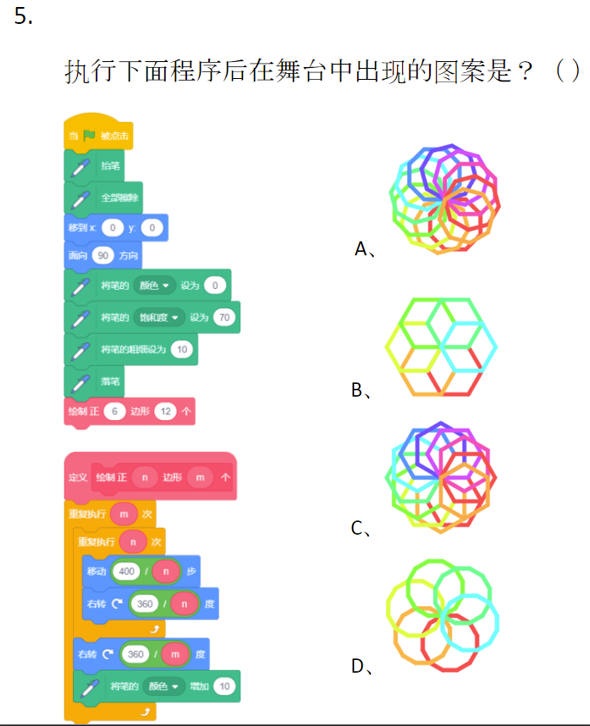 5.
执行下面程序后在舞台中出现的图案是？（）
当 被点击
抬笔
全部擦除
移到 x: 0 y: 0
面向 90 方向
将笔的 颜色 设为 0
将笔的 饱和度 设为 70
将笔的粗细设为 10
落笔
绘制 正 6 边形 12 个
定义 绘制 正 n 边形 m 个
重复执行 m 次
重复执行 n 次
移动 400 / n 步
右转 360 / n 度
右转 360 / m 度
将笔的 颜色 增加 10
A、
B、
C、
D、